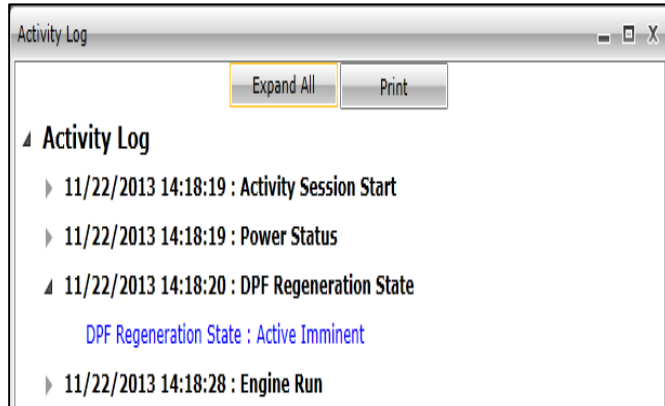 Activity Log
Expand All Print
Activity Log
11/22/2013 14:18:19 : Activity Session Start
11/22/2013 14:18:19 : Power Status
11/22/2013 14:18:20 : DPF Regeneration State
DPF Regeneration State : Active Imminent
11/22/2013 14:18:28 : Engine Run